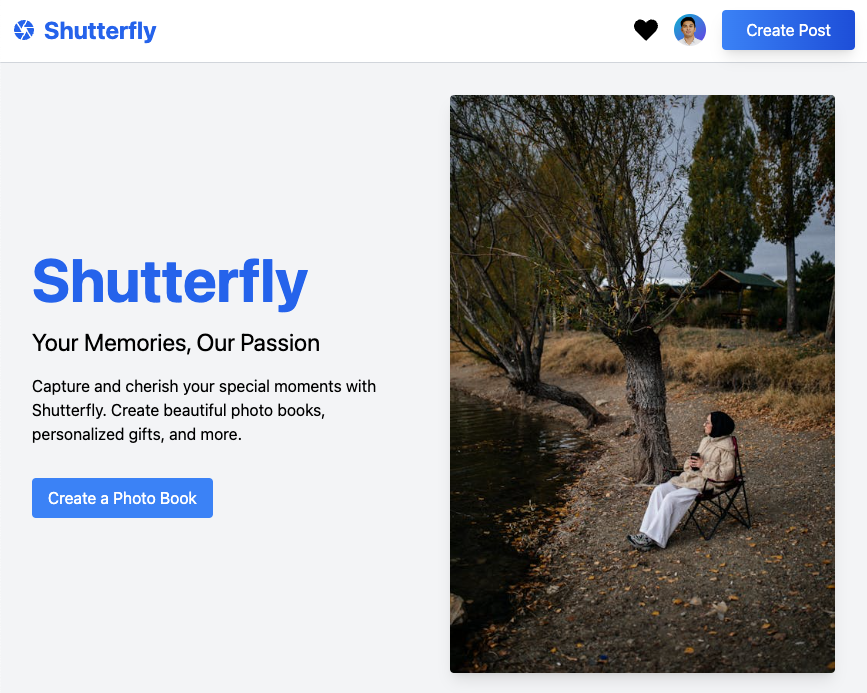 Shutterfly
Create Post
Shutterfly
Your Memories, Our Passion
Capture and cherish your special moments with
Shutterfly. Create beautiful photo books,
personalized gifts, and more.
Create a Photo Book